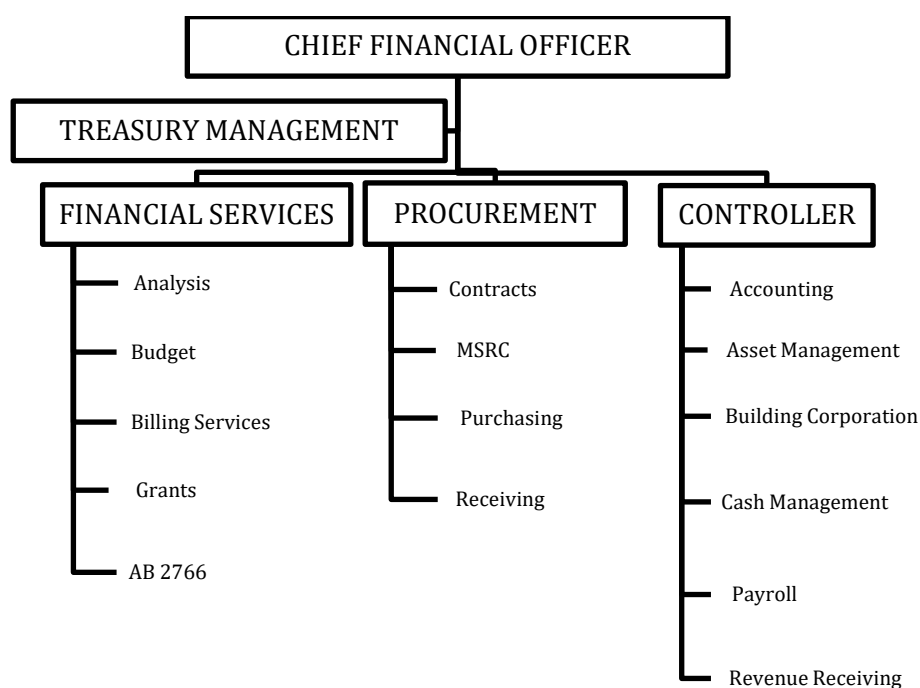 CHIEF FINANCIAL OFFICER
TREASURY MANAGEMENT
FINANCIAL SERVICES
Analysis
Budget
Billing Services
Grants
AB 2766
PROCUREMENT
Contracts
MSRC
Purchasing
Receiving
CONTROLLER
Accounting
Asset Management
Building Corporation
Cash Management
Payroll
Revenue Receiving